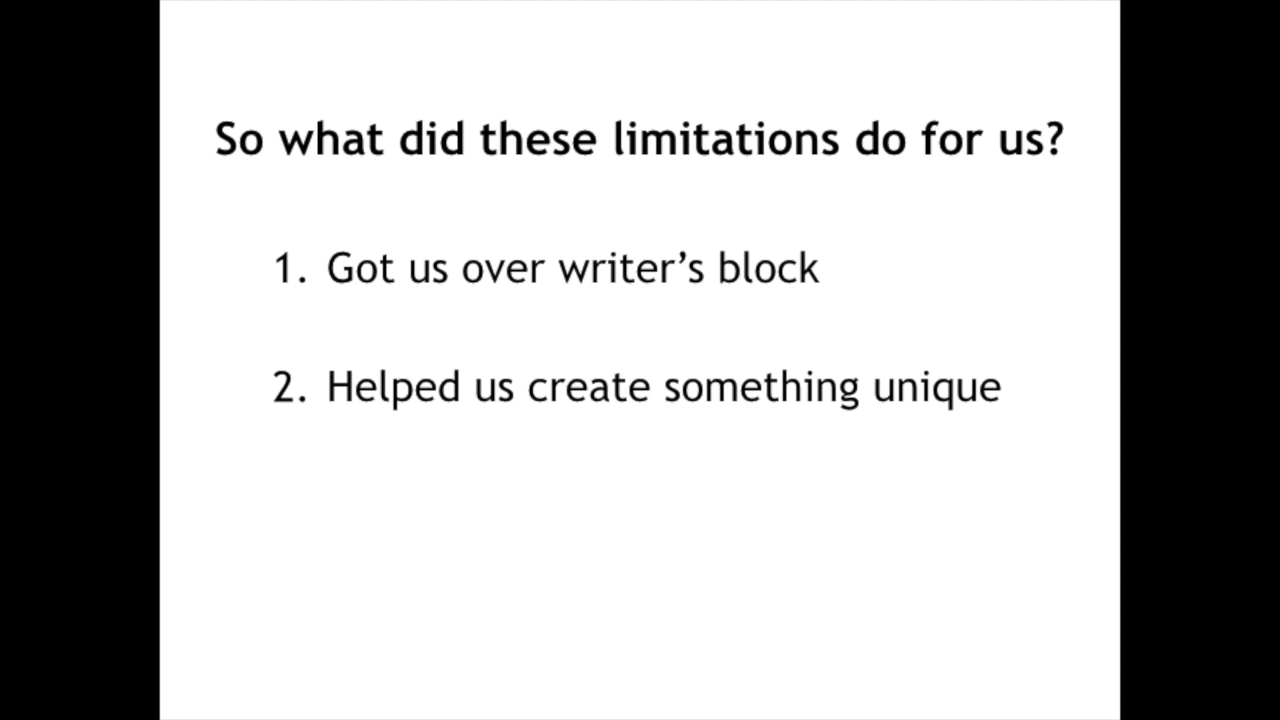 So what did these limitations do for us?
1. Got us over writer’s block
2. Helped us create something unique